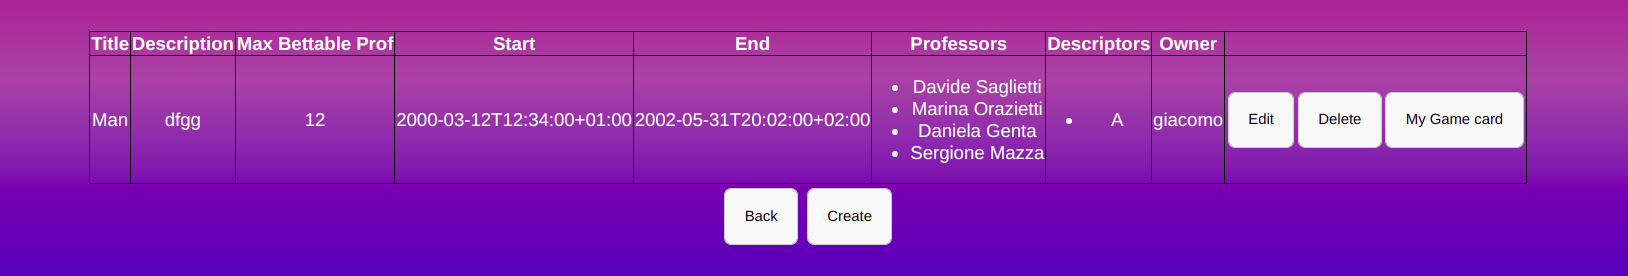 Title Description Max Bettable Prof Start End Professors Descriptors Owner
Man dfgg 12 2000-03-12T12:34:00+01:00 2002-05-31T20:02:00+02:00
Davide Saglietti
Marina Orazietti
Daniela Genta
Sergione Mazza
A
giacomo
Edit Delete My Game card
Back Create